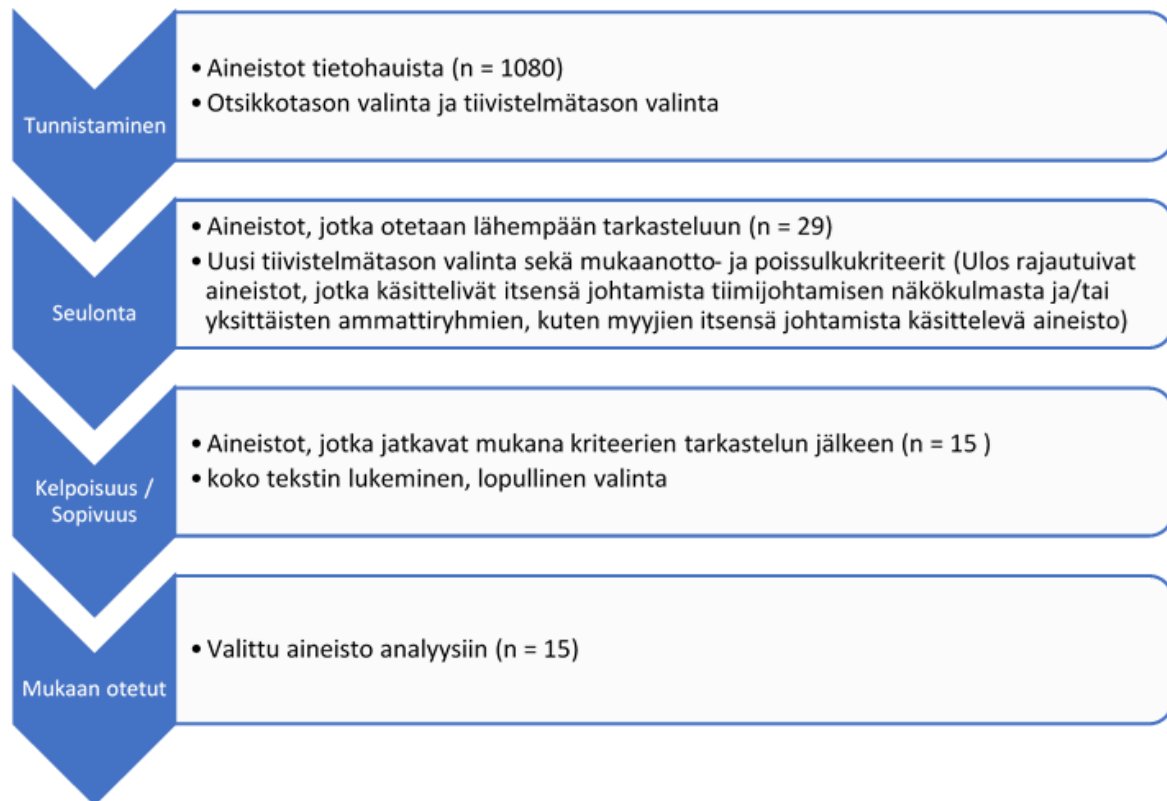 Tunnistaminen
• Aineistot tietohauista (n = 1080)
• Otsikkotason valinta ja tiivistelmätason valinta
Seulonta
• Aineistot, jotka otetaan lähempään tarkasteluun (n = 29)
• Uusi tiivistelmätason valinta sekä mukaanotto- ja poissulkukriteerit (Ulos rajautuivat
aineistot, jotka käsittelivät itsensä johtamista tiimijohtamisen näkökulmasta ja/tai
yksittäisten ammattiryhmien, kuten myyjien itsensä johtamista käsittelevä aineisto)
Kelpoisuus /
Sopivuus
• Aineistot, jotka jatkavat mukana kriteerien tarkastelun jälkeen (n = 15 )
• koko tekstin lukeminen, lopullinen valinta
Mukaan otetut
• Valittu aineisto analyysiin (n = 15)